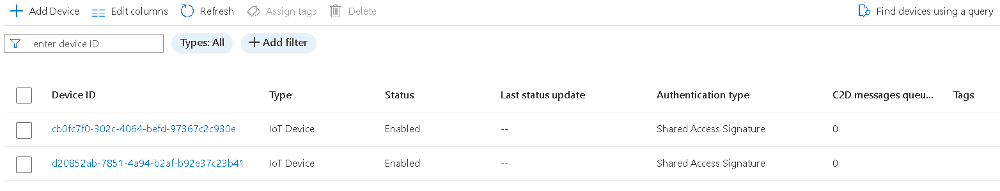 Add Device Edit columns Refresh Assign tags Delete Find devices using a query
enter device ID Types: All Add filter
Device ID Type Status Last status update Authentication type C2D messages queu... Tags
cb0fc7f0-302c-4064-befd-97367c2c930e IoT Device Enabled -- Shared Access Signature 0
d20852ab-7851-4a94-b2af-b92e37c23b41 IoT Device Enabled -- Shared Access Signature 0